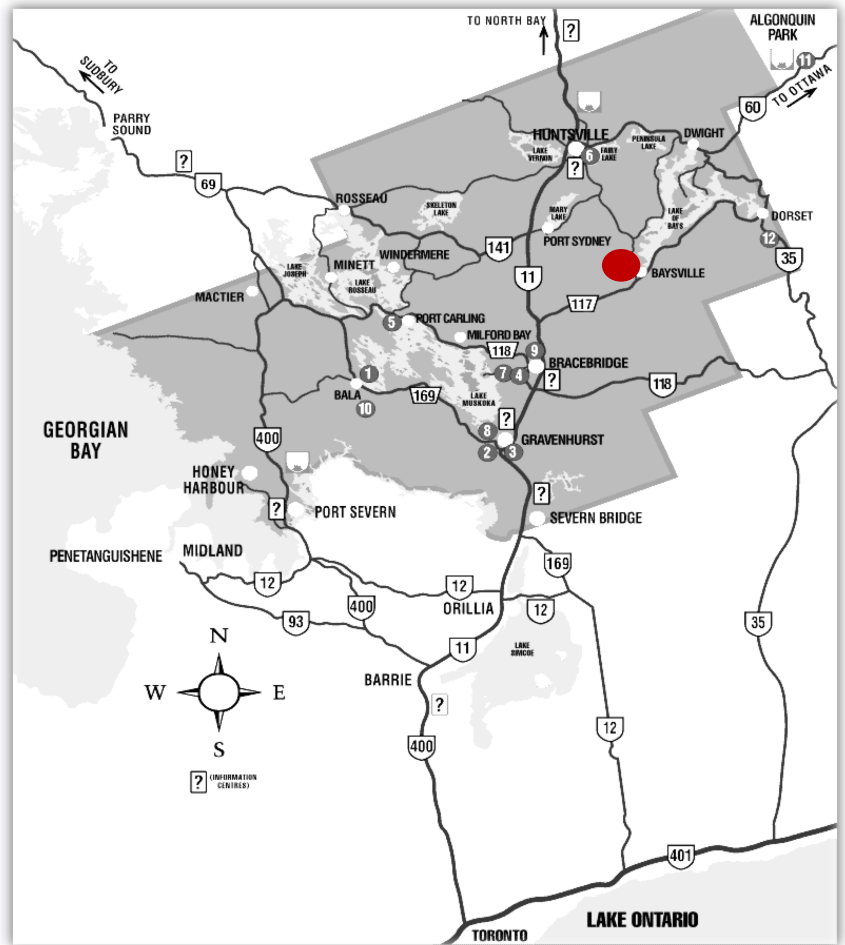 TO NORTH BAY
?
ALGONQUIN
PARK
11
TO OTTAWA
60
TO
SUDBURY
PARRY
SOUND
?
69
HUNTSVILLE
?
6
LAKE
VERNON
FAIRY
LAKE
PENINSULA
LAKE
DWIGHT
ROSSEAU
SKELETON
LAKE
MARY
LAKE
LAKE
OF
BAYS
DORSET
12
35
PORT SYDNEY
141
11
BAYSVILLE
117
WINDERMERE
MINETT
LAKE
JOSEPH
LAKE
ROSSEAU
MACTIER
5
PORT CARLING
MILFORD BAY
118
9
BRACEBRIDGE
7
4
?
118
1
BALA
10
169
LAKE
MUSKOKA
?
8
GRAVENHURST
2
3
GEORGIAN
BAY
400
HONEY
HARBOUR
?
PORT SEVERN
?
SEVERN BRIDGE
PENETANGUISHENE
MIDLAND
12
93
400
12
ORILLIA
169
12
11
LAKE
SIMCOE
35
BARRIE
?
400
12
N
W
E
S
?
(INFORMATION
CENTRES)
401
LAKE ONTARIO
TORONTO